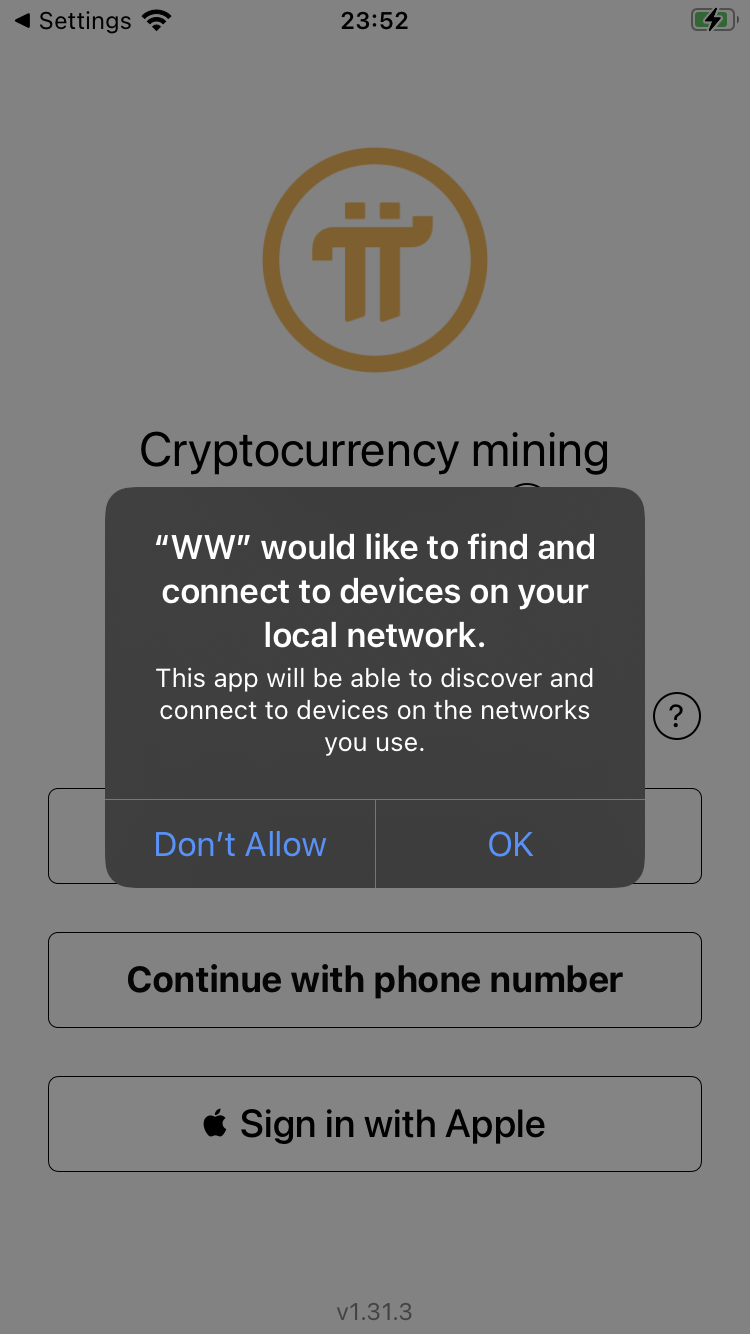 Settings
23:52
Cryptocurrency mining
“WW” would like to find and
connect to devices on your
local network.
This app will be able to discover and
connect to devices on the networks
you use.
?
Don’t Allow
OK
Continue with phone number
Sign in with Apple
v1.31.3